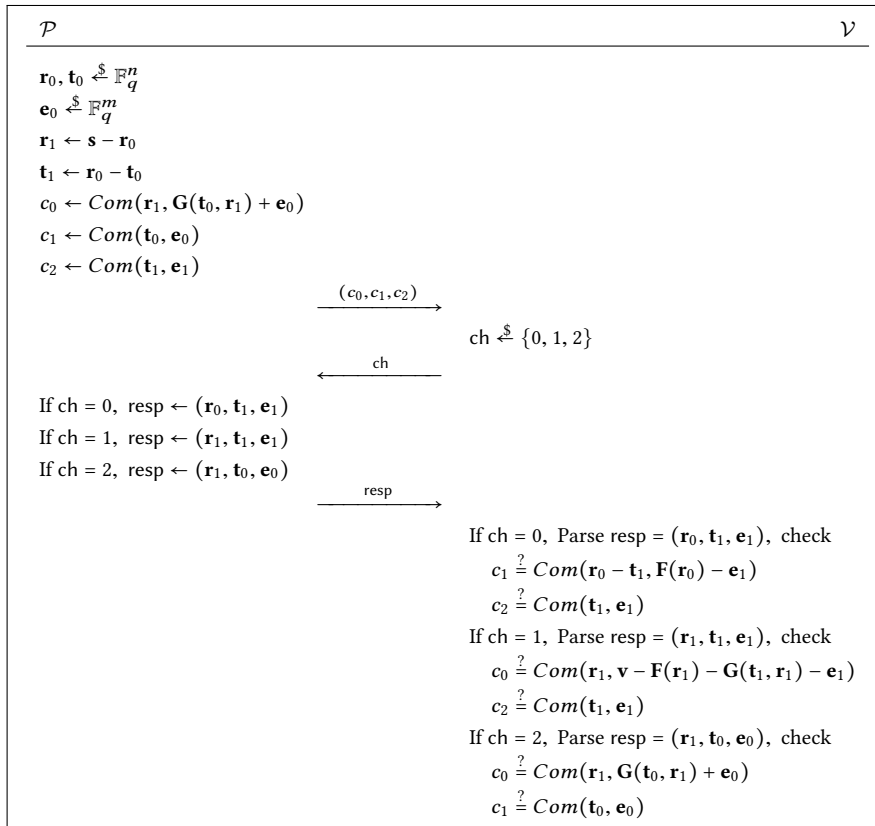 𝒫 𝒱
r₀, t₀ ←$ 𝔽_q^n
e₀ ←$ 𝔽_q^m
r₁ ← s − r₀
t₁ ← r₀ − t₀
c₀ ← Com(r₁, G(t₀, r₁) + e₀)
c₁ ← Com(t₀, e₀)
c₂ ← Com(t₁, e₁)
(c₀,c₁,c₂)
ch ←$ {0, 1, 2}
ch
If ch = 0, resp ← (r₀, t₁, e₁)
If ch = 1, resp ← (r₁, t₁, e₁)
If ch = 2, resp ← (r₁, t₀, e₀)
resp
If ch = 0, Parse resp = (r₀, t₁, e₁), check
c₁ ≟ Com(r₀ − t₁, F(r₀) − e₁)
c₂ ≟ Com(t₁, e₁)
If ch = 1, Parse resp = (r₁, t₁, e₁), check
c₀ ≟ Com(r₁, v − F(r₁) − G(t₁, r₁) − e₁)
c₂ ≟ Com(t₁, e₁)
If ch = 2, Parse resp = (r₁, t₀, e₀), check
c₀ ≟ Com(r₁, G(t₀, r₁) + e₀)
c₁ ≟ Com(t₀, e₀)